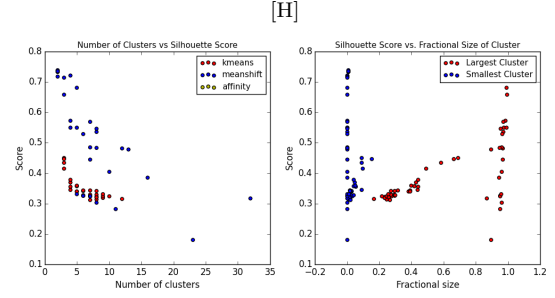 [H]
Number of Clusters vs Silhouette Score
Score
0.8
0.7
0.6
0.5
0.4
0.3
0.2
0.1
0
5
10
15
20
25
30
35
Number of clusters
kmeans
meanshift
affinity
Silhouette Score vs. Fractional Size of Cluster
Score
0.8
0.7
0.6
0.5
0.4
0.3
0.2
0.1
−0.2
0.0
0.2
0.4
0.6
0.8
1.0
1.2
Fractional size
Largest Cluster
Smallest Cluster